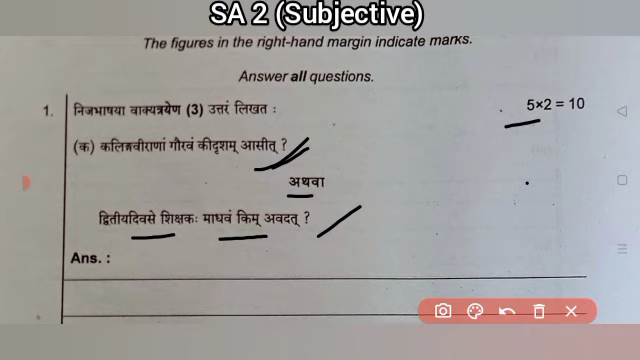 SA 2 (Subjective)
The figures in the right-hand margin indicate marks.
Answer all questions.
1. निजभाषया वाक्यत्रयेण (3) उत्तरं लिखत : 5×2 = 10
(क) कलिङ्गवीराणां गौरवं कीदृशम् आसीत् ?
अथवा
द्वितीयदिवसे शिक्षकः माधवं किम् अवदत् ?
Ans. :